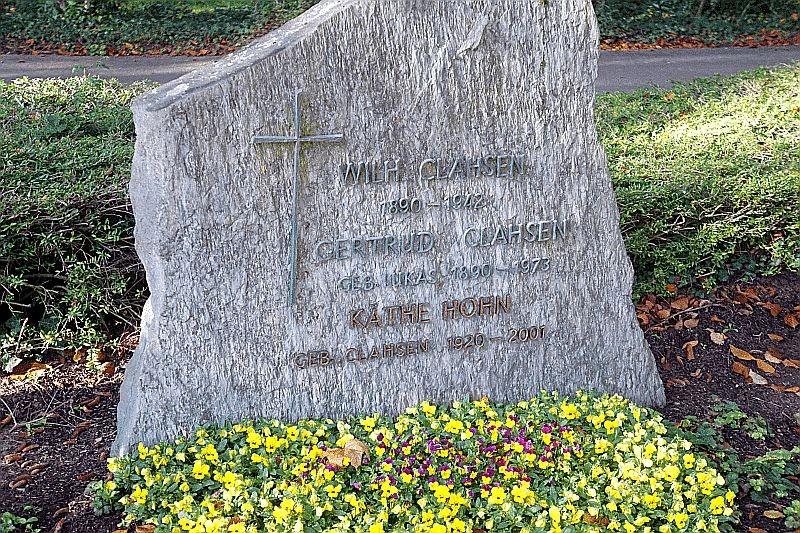 WILH. CLAHSEN
1890 – 1942
GERTRUD CLAHSEN
GEB. LUKAS 1890 – 1973
KÄTHE HOHN
GEB. CLAHSEN 1920 – 2001